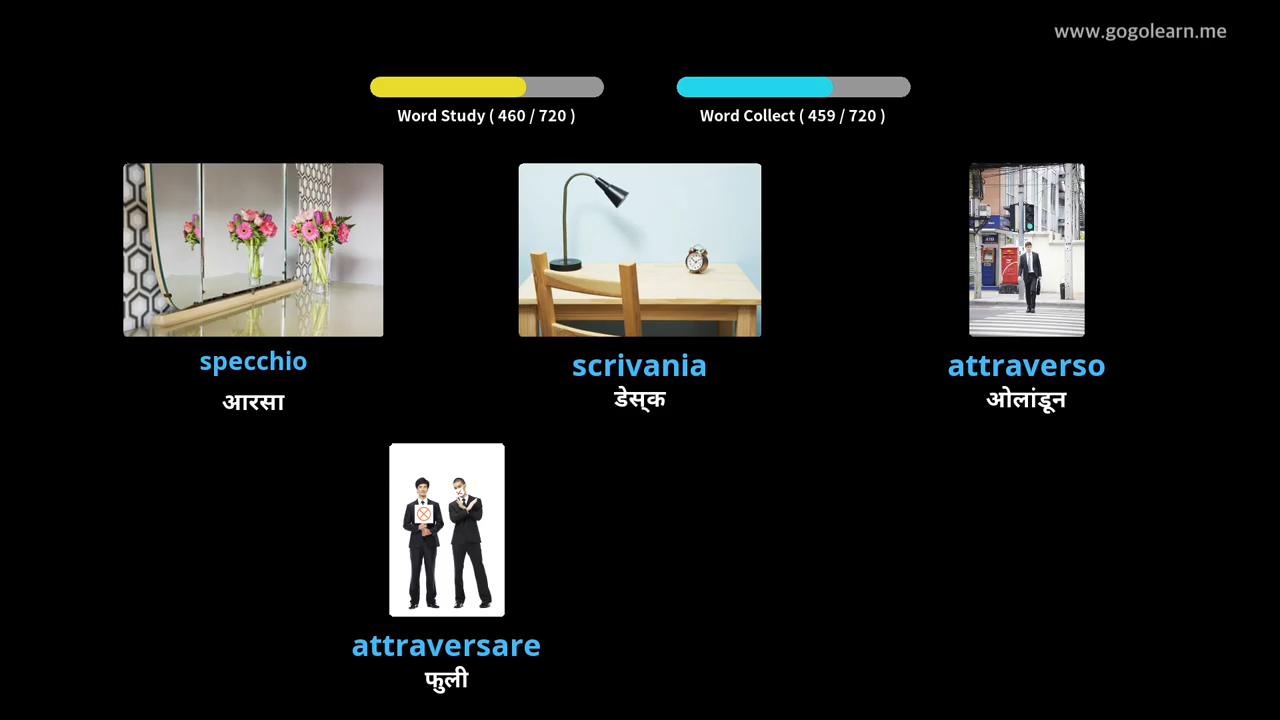 www.gogolearn.me
Word Study ( 460 / 720 )
Word Collect ( 459 / 720 )
specchio
scrivania
attraverso
आरसा
डेस्क
ओलांडून
attraversare
फुली